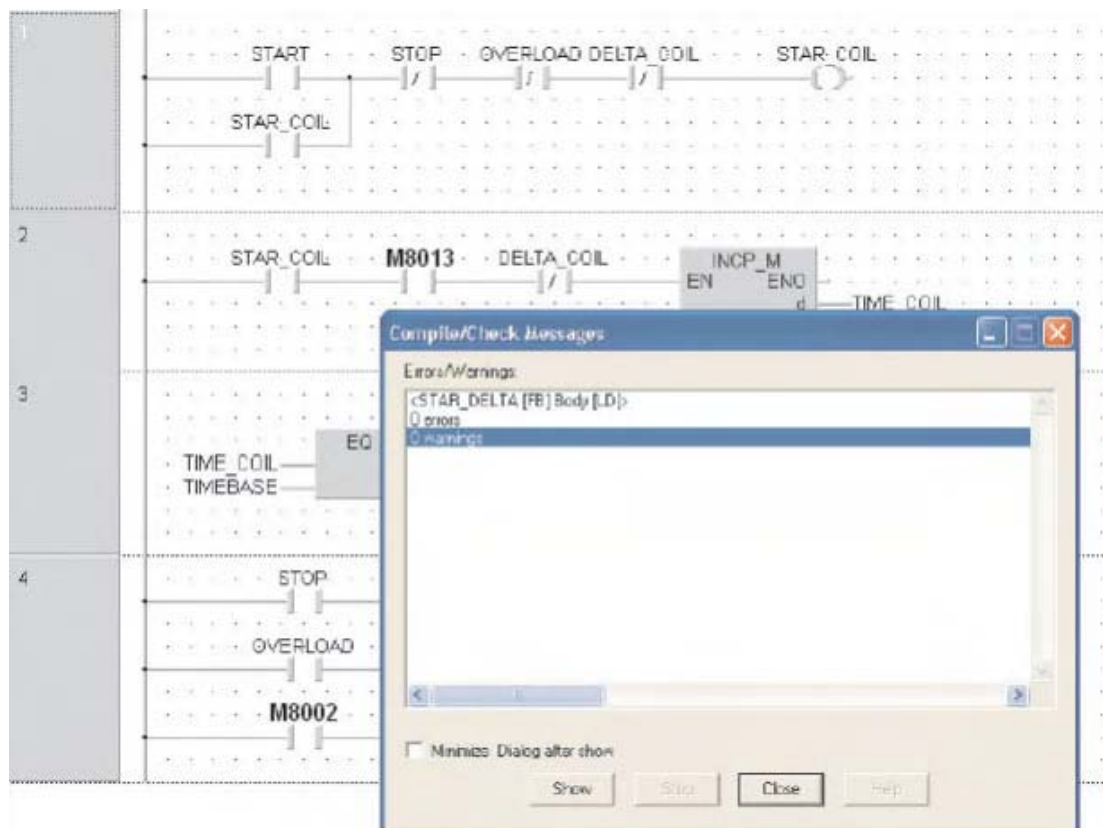 1
START STOP OVERLOAD DELTA_COIL STAR_COIL
STAR_COIL
2
STAR_COIL M8013 DELTA_COIL INCP_M
EN ENO
d TIME_COIL
Compile/Check Messages
Errors/Warnings
<STAR_DELTA [FB] Body [LD]>
0 errors
0 warnings
3
EQ
TIME_COIL
TIMEBASE
4
STOP
OVERLOAD
M8002
Minimize Dialog after show
Show Stop Close Help